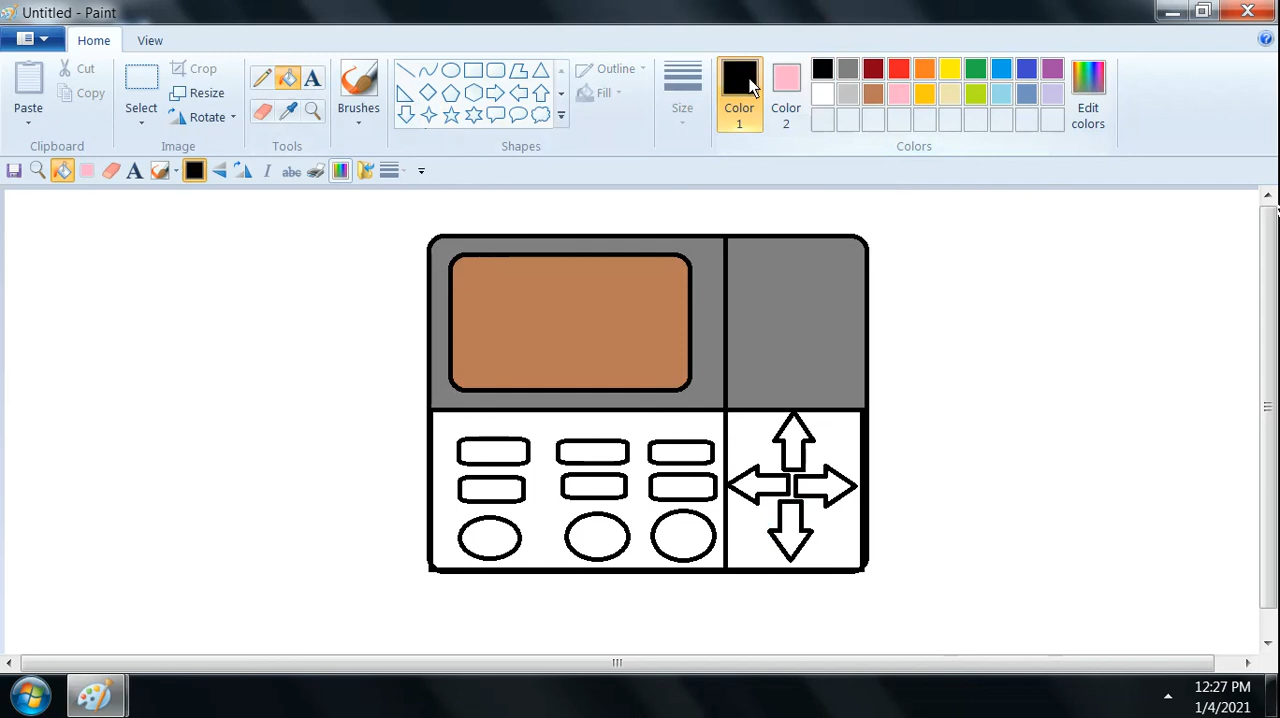 Untitled - Paint
Home View
Paste
Cut
Copy
Clipboard
Select
Crop
Resize
Rotate
Image
A
Tools
Brushes
Outline
Fill
Shapes
Size
Color 1
Color 2
Edit colors
Colors
A I abc
12:27 PM
1/4/2021